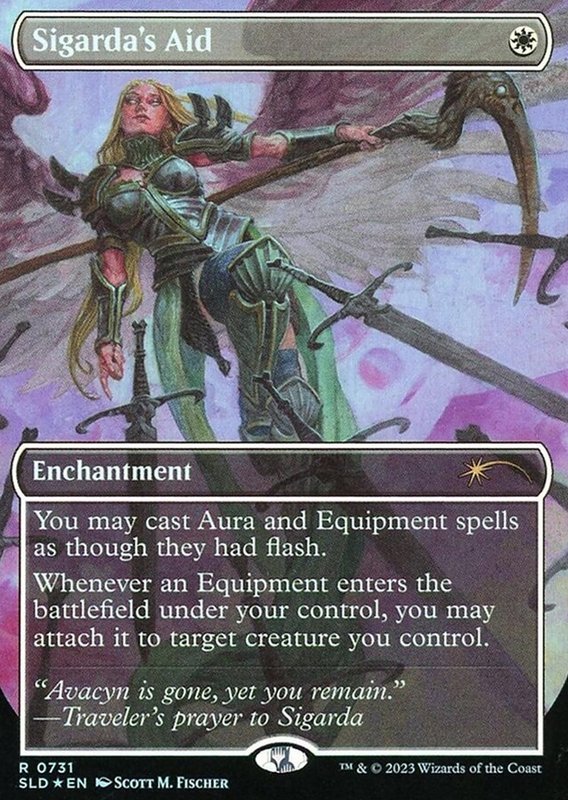 Sigarda's Aid
Enchantment
You may cast Aura and Equipment spells
as though they had flash.
Whenever an Equipment enters the
battlefield under your control, you may
attach it to target creature you control.
“Avacyn is gone, yet you remain.”
—Traveler's prayer to Sigarda
R 0731
SLD ★ EN Scott M. Fischer
™ & © 2023 Wizards of the Coast